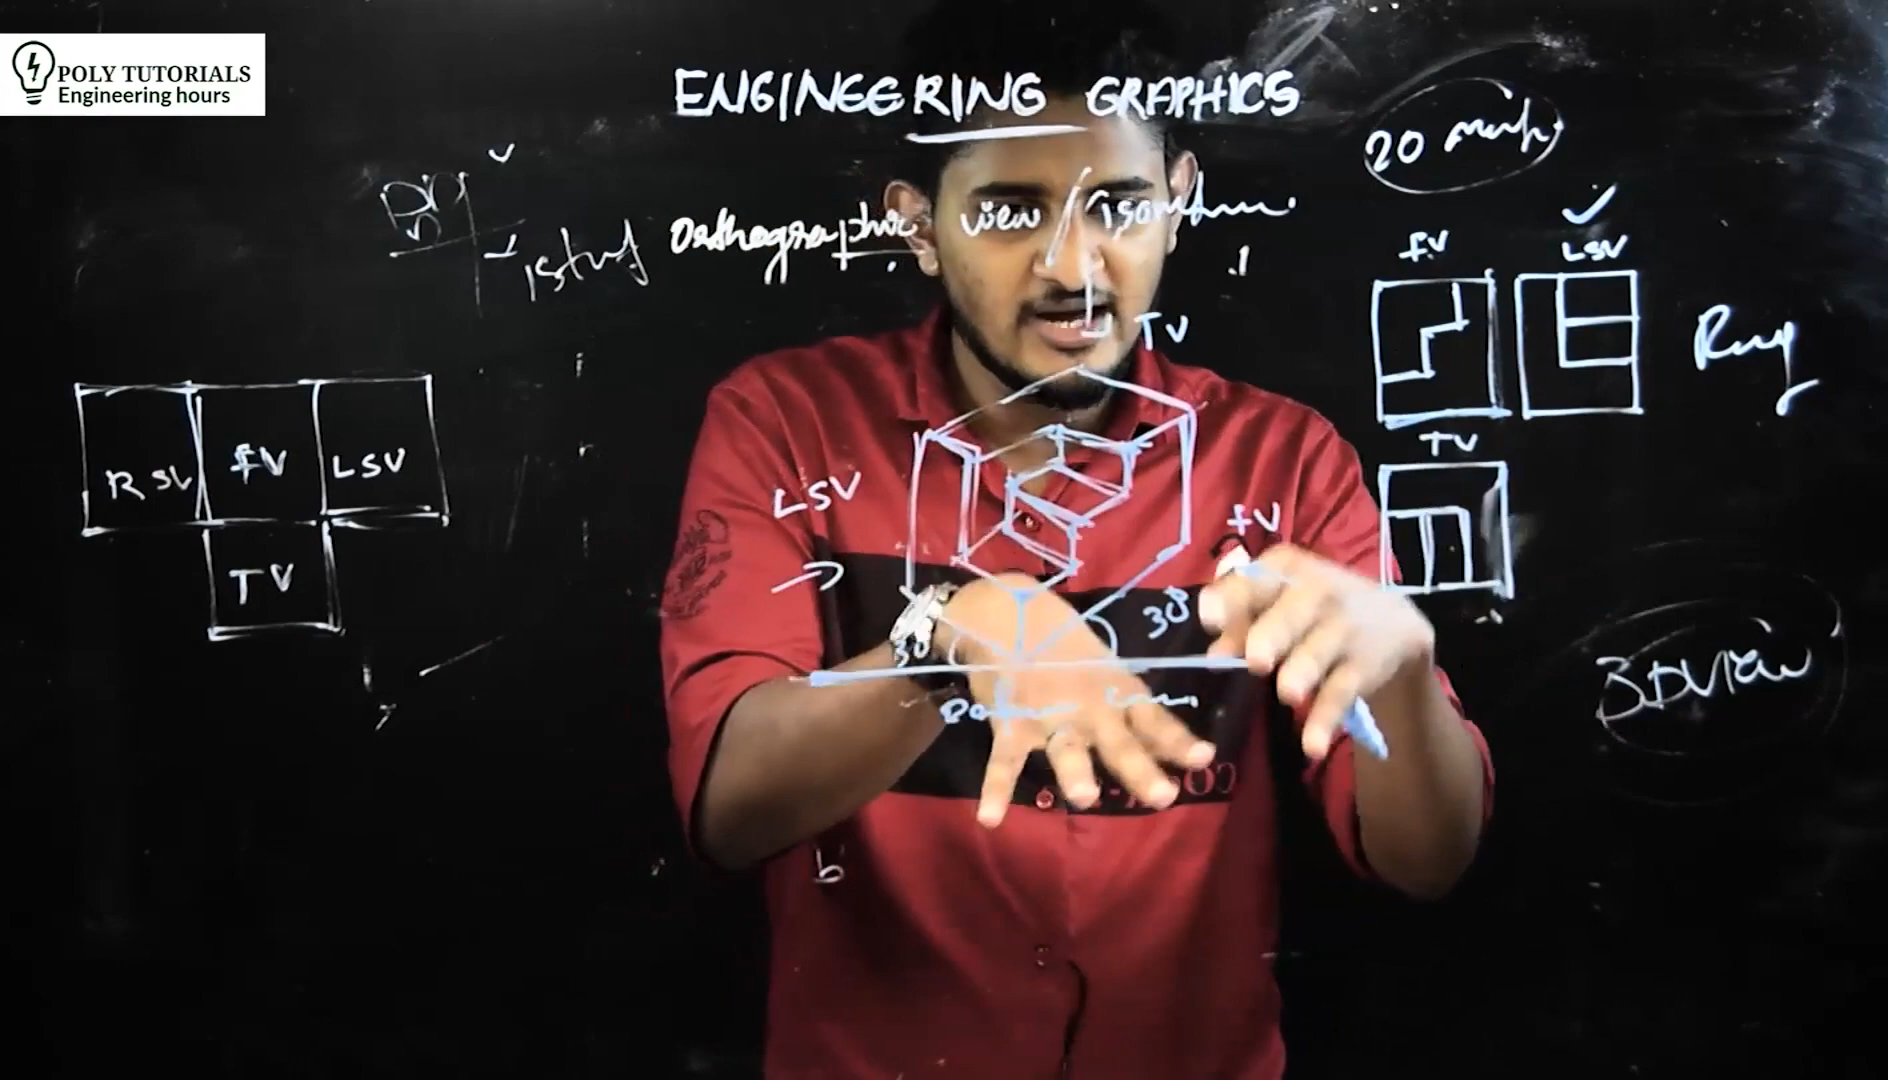 POLY TUTORIALS
Engineering hours
ENGINEERING GRAPHICS
20 mark
Orthographic view / Isometric
FV
LSV
TV
RSV
FV
LSV
TV
LSV
FV
TV
30
30°
3D view
b